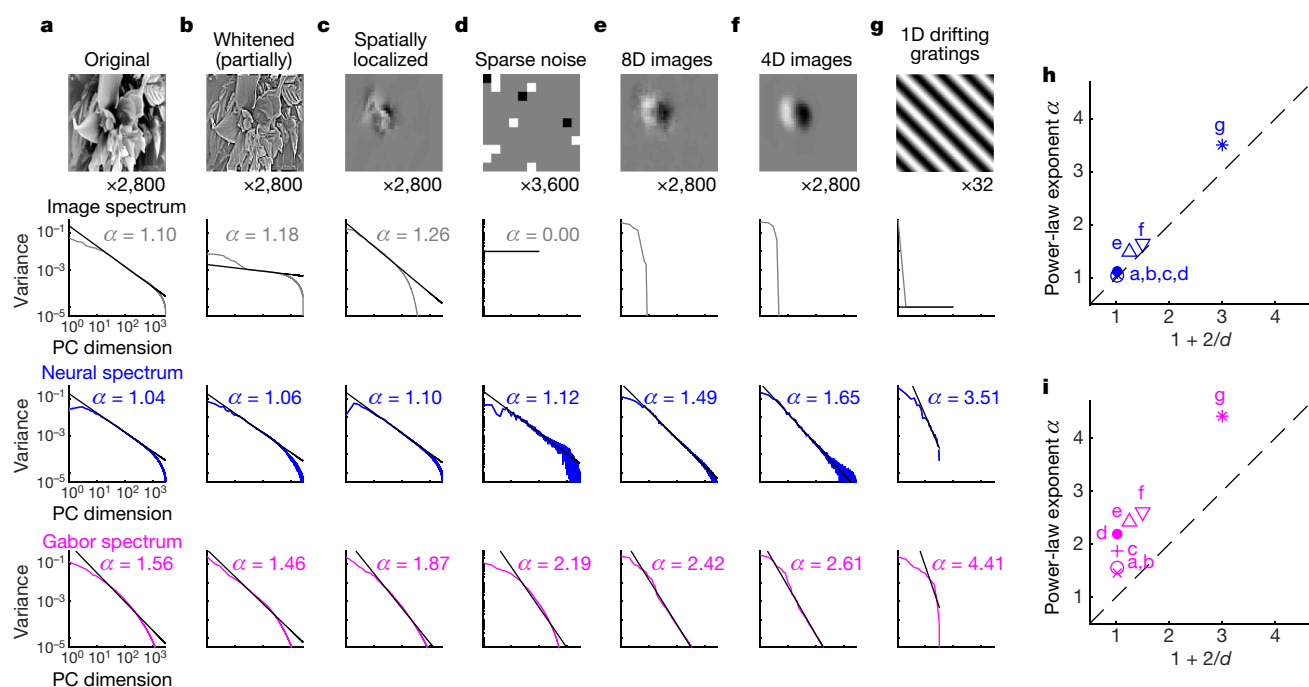 a
Original
×2,800
b
Whitened
(partially)
×2,800
c
Spatially
localized
×2,800
d
Sparse noise
×3,600
e
8D images
×2,800
f
4D images
×2,800
g
1D drifting
gratings
×32
Image spectrum
Variance
10⁻¹
10⁻³
10⁻⁵
10⁰ 10¹ 10² 10³
PC dimension
α = 1.10
α = 1.18
α = 1.26
α = 0.00
Neural spectrum
Variance
10⁻¹
10⁻³
10⁻⁵
10⁰ 10¹ 10² 10³
PC dimension
α = 1.04
α = 1.06
α = 1.10
α = 1.12
α = 1.49
α = 1.65
α = 3.51
Gabor spectrum
Variance
10⁻¹
10⁻³
10⁻⁵
10⁰ 10¹ 10² 10³
PC dimension
α = 1.56
α = 1.46
α = 1.87
α = 2.19
α = 2.42
α = 2.61
α = 4.41
h
Power-law exponent α
4
3
2
1
g
e
f
a,b,c,d
1 2 3 4
1 + 2/d
i
Power-law exponent α
4
3
2
1
g
e
f
d
c
a,b
1 2 3 4
1 + 2/d